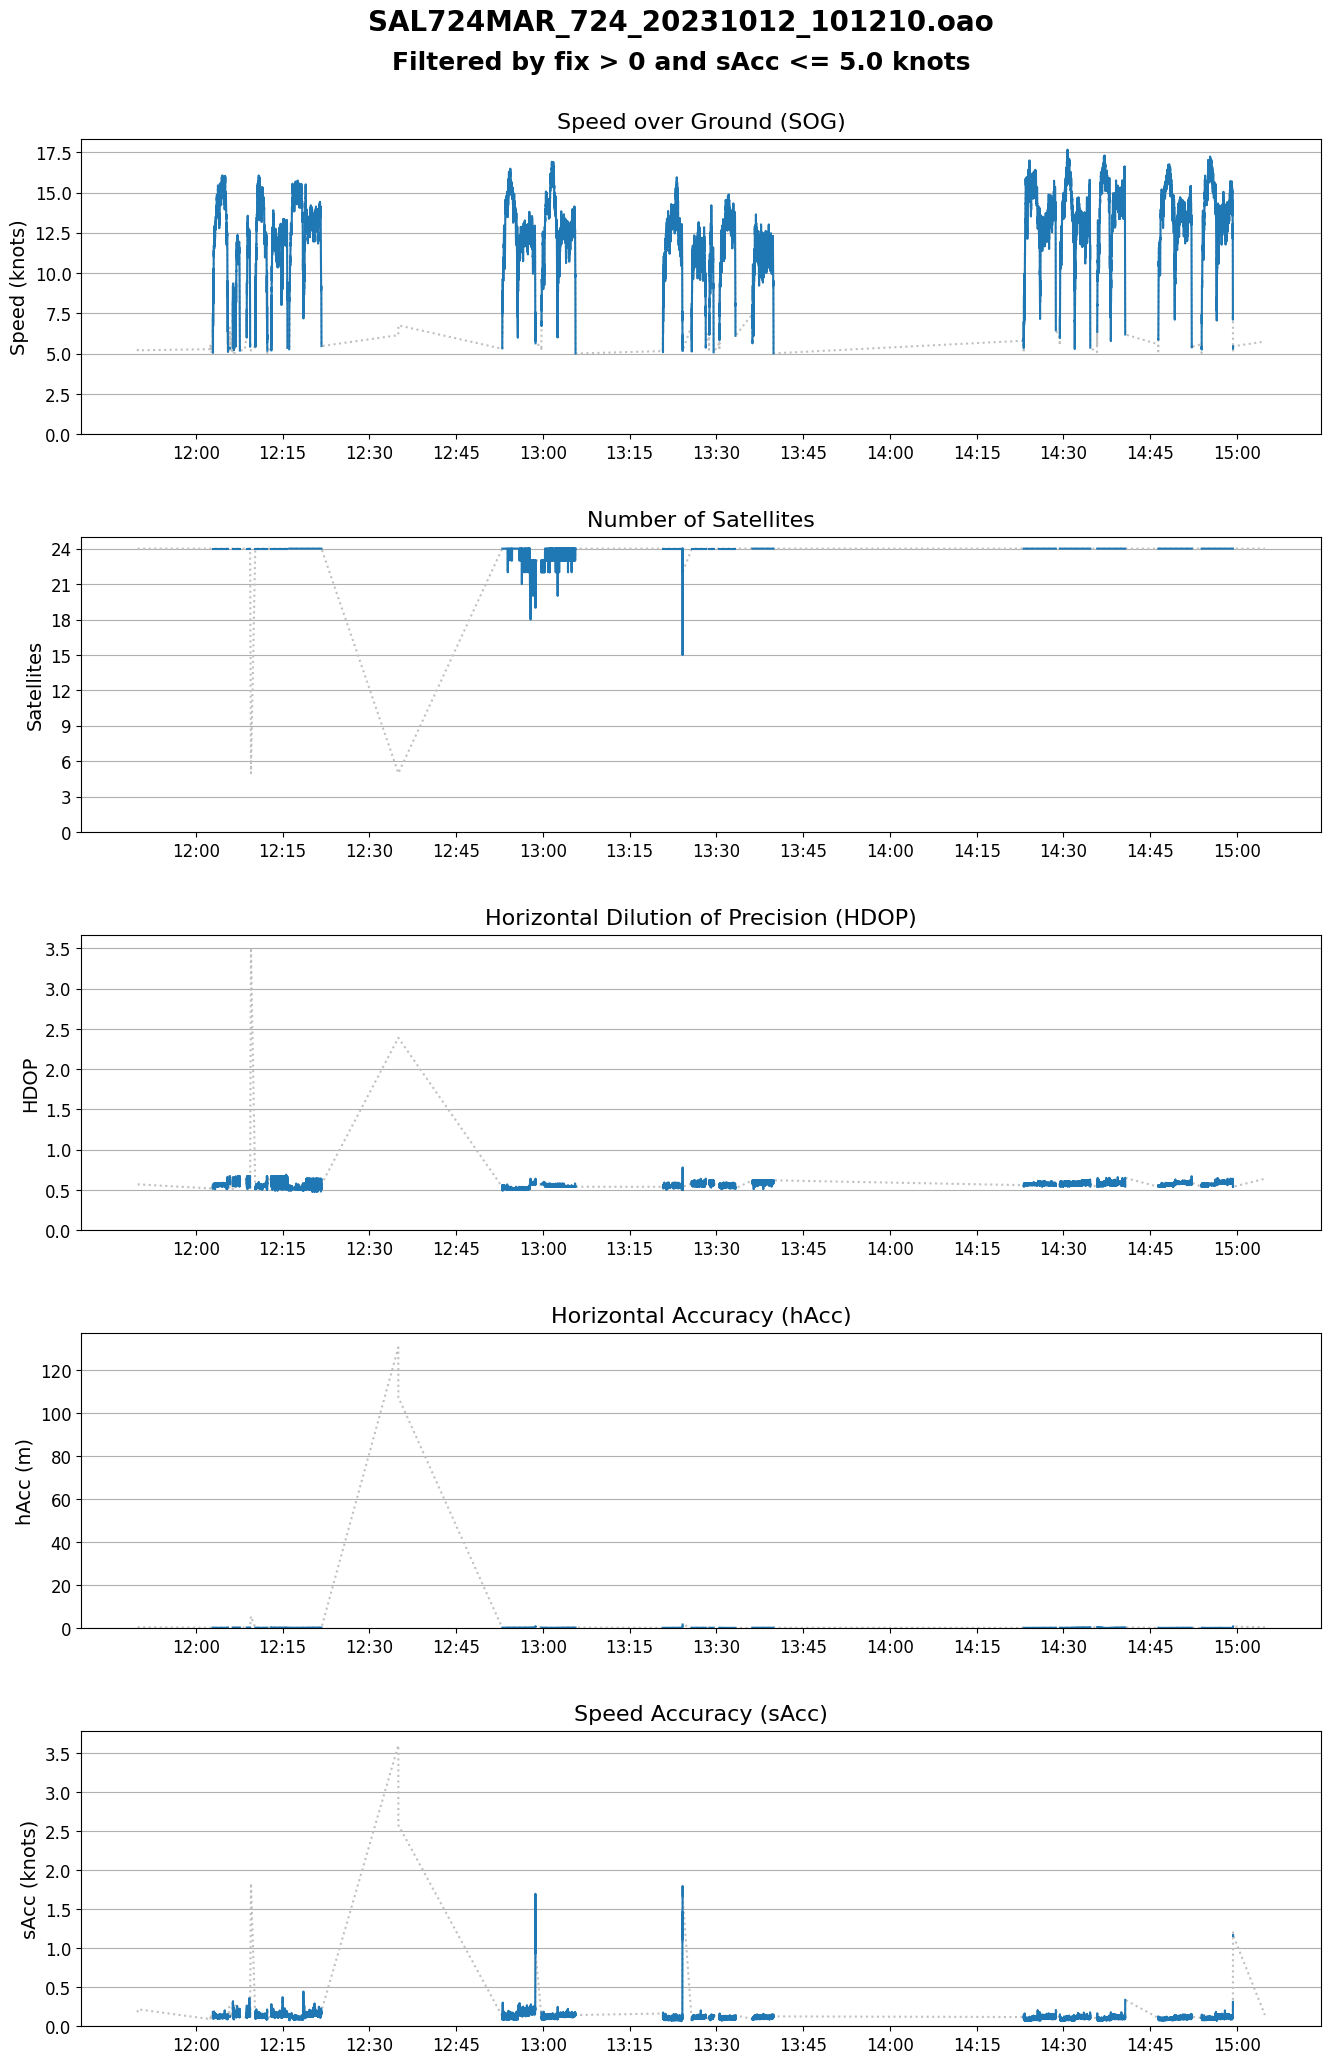 SAL724MAR_724_20231012_101210.oao
Filtered by fix > 0 and sAcc <= 5.0 knots
Speed over Ground (SOG)
Speed (knots)
17.5
15.0
12.5
10.0
7.5
5.0
2.5
0.0
12:00 12:15 12:30 12:45 13:00 13:15 13:30 13:45 14:00 14:15 14:30 14:45 15:00
Number of Satellites
Satellites
24
21
18
15
12
9
6
3
0
12:00 12:15 12:30 12:45 13:00 13:15 13:30 13:45 14:00 14:15 14:30 14:45 15:00
Horizontal Dilution of Precision (HDOP)
HDOP
3.5
3.0
2.5
2.0
1.5
1.0
0.5
0.0
12:00 12:15 12:30 12:45 13:00 13:15 13:30 13:45 14:00 14:15 14:30 14:45 15:00
Horizontal Accuracy (hAcc)
hAcc (m)
120
100
80
60
40
20
0
12:00 12:15 12:30 12:45 13:00 13:15 13:30 13:45 14:00 14:15 14:30 14:45 15:00
Speed Accuracy (sAcc)
sAcc (knots)
3.5
3.0
2.5
2.0
1.5
1.0
0.5
0.0
12:00 12:15 12:30 12:45 13:00 13:15 13:30 13:45 14:00 14:15 14:30 14:45 15:00